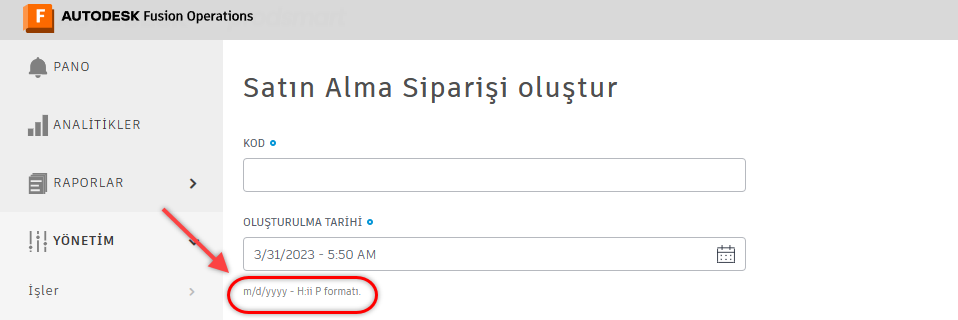 F AUTODESK Fusion Operations
PANO
ANALİTİKLER
RAPORLAR
YÖNETİM
İşler
Satın Alma Siparişi oluştur
KOD
OLUŞTURULMA TARİHİ
3/31/2023 - 5:50 AM
m/d/yyyy - H:ii P formatı.